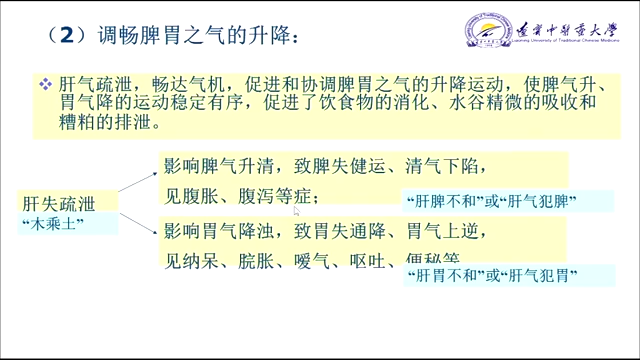 （2）调畅脾胃之气的升降：
辽宁中医药大学
Liaoning University of Traditional Chinese Medicine
肝气疏泄，畅达气机，促进和协调脾胃之气的升降运动，使脾气升、
胃气降的运动稳定有序，促进了饮食物的消化、水谷精微的吸收和
糟粕的排泄。
影响脾气升清，致脾失健运、清气下陷，
见腹胀、腹泻等症；
“肝脾不和”或“肝气犯脾”
肝失疏泄
“木乘土”
影响胃气降浊，致胃失通降、胃气上逆，
见纳呆、脘胀、嗳气、呕吐、便秘等
“肝胃不和”或“肝气犯胃”